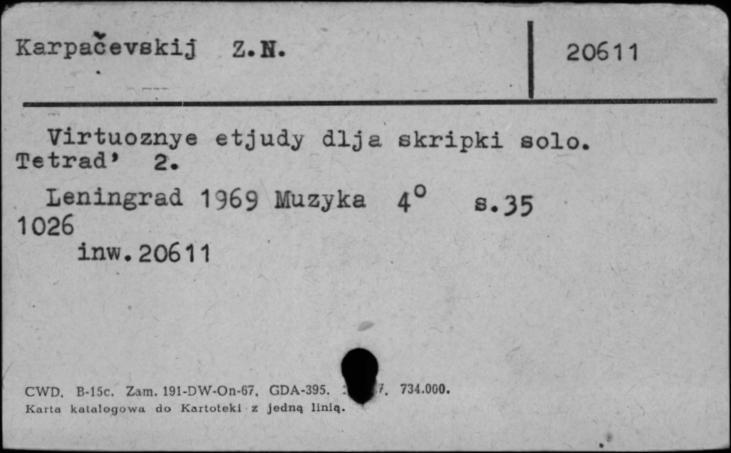 Karpačevskij Z.N. 20611
Virtuoznye etjudy dlja skripki solo.
Tetrad' 2.
Leningrad 1969 Muzyka 4° s.35
1026
inw.20611
CWD. B-15c. Zam. 191-DW-On-67, GDA-395. 7. 734.000.
Karta katalogowa do Kartoteki z jedną linią.